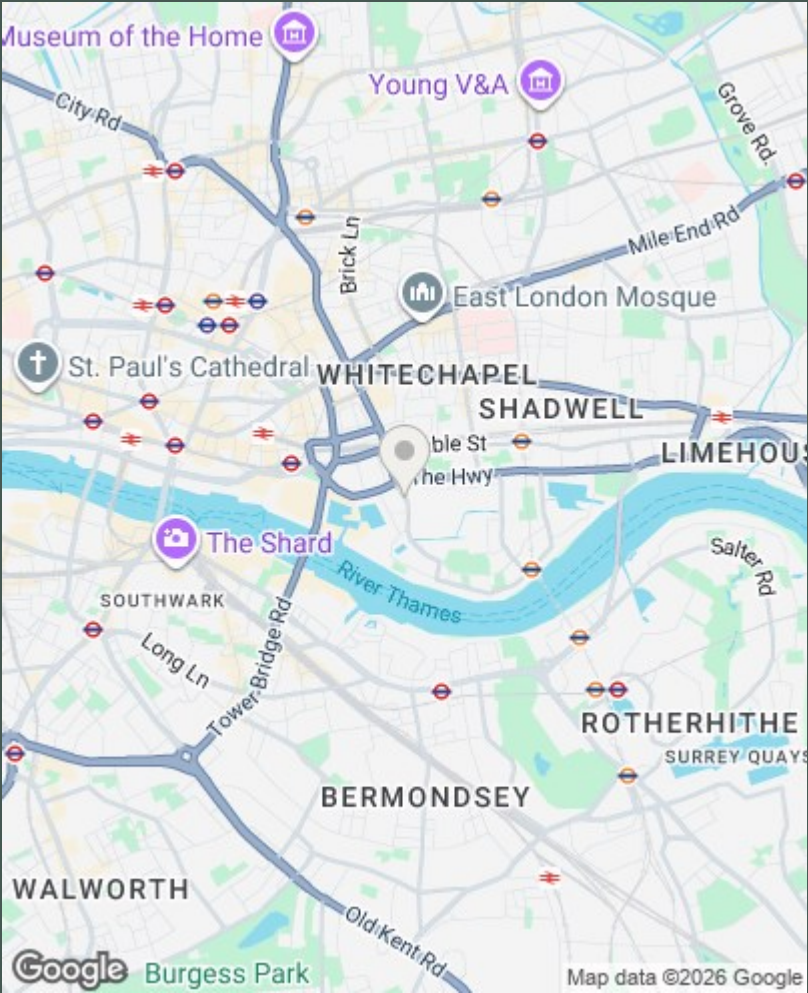 Museum of the Home
Young V&A
City Rd
Grove Rd.
Brick Ln
Mile End Rd
East London Mosque
St. Paul's Cathedral
WHITECHAPEL
SHADWELL
ble St
LIMEHOUS
The Hwy
The Shard
River Thames
Salter Rd
SOUTHWARK
Long Ln
Tower Bridge Rd
ROTHERHITHE
SURREY QUAYS
BERMONDSEY
WALWORTH
Old Kent Rd
Google
Burgess Park
Map data ©2026 Google